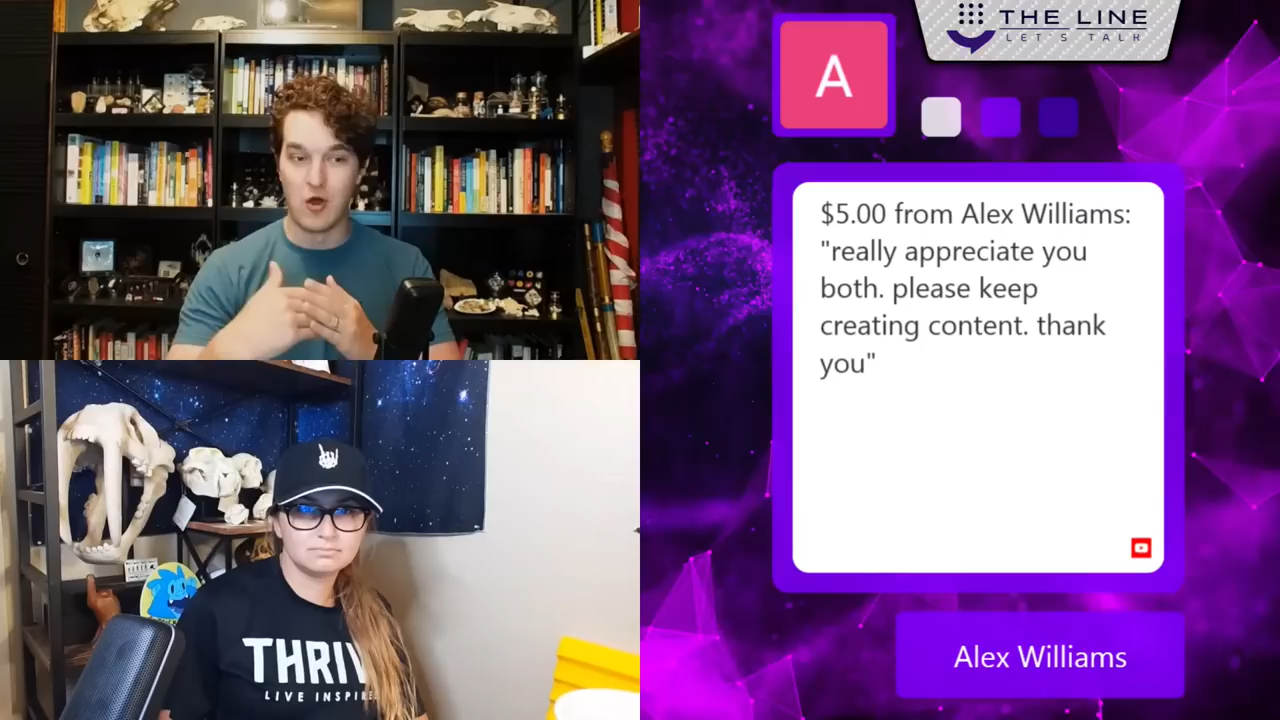 THE LINE
LET'S TALK
A
$5.00 from Alex Williams:
"really appreciate you
both. please keep
creating content. thank
you"
Alex Williams
THRIV
LIVE INSPIRE